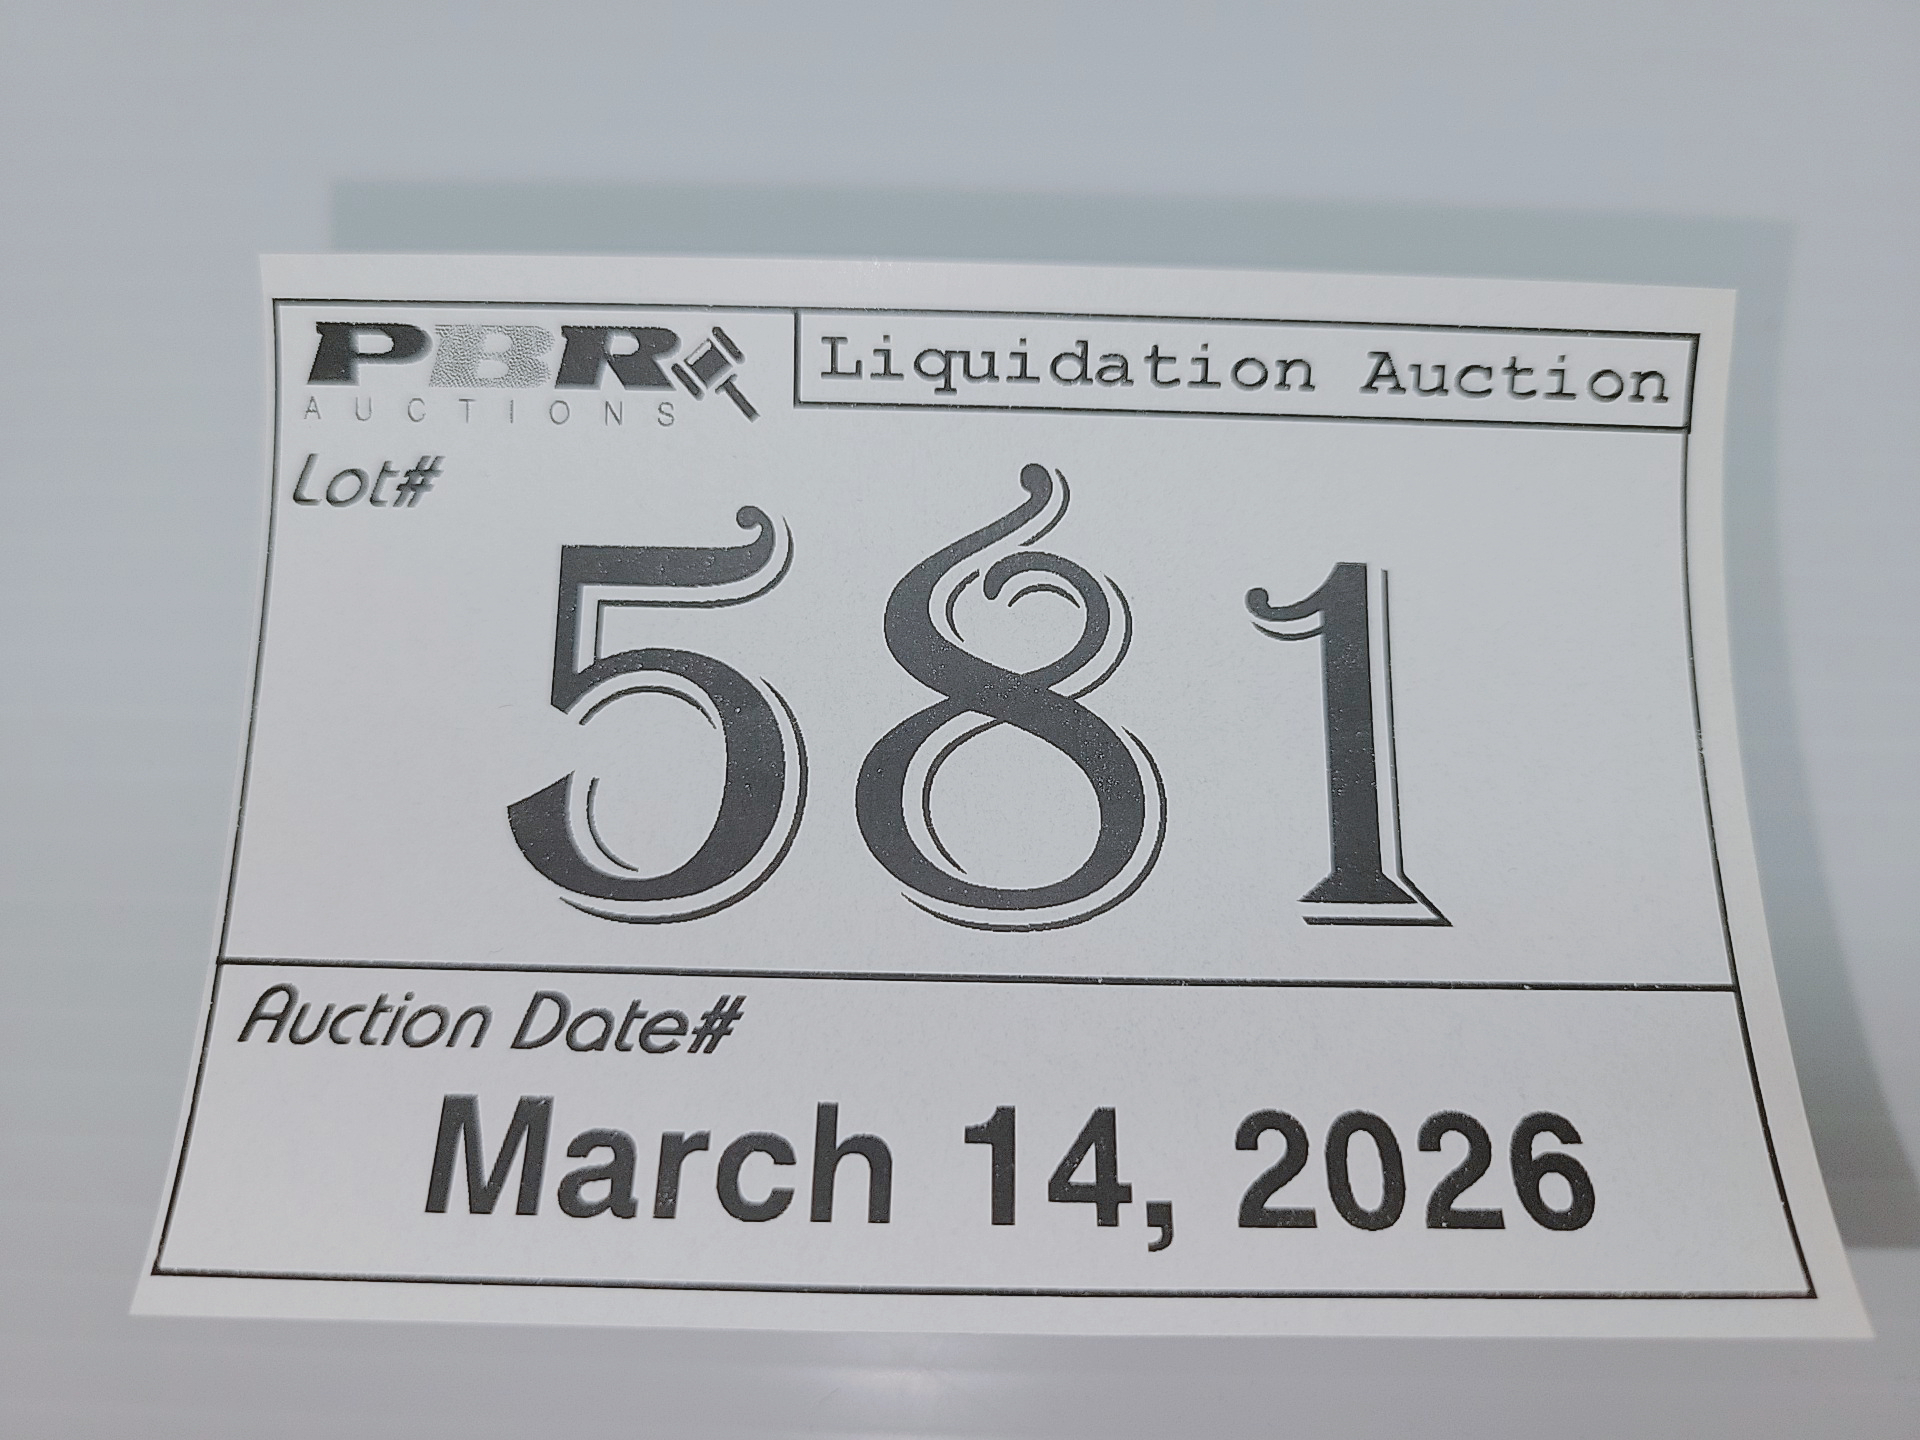 PBR
AUCTIONS
Liquidation Auction
Lot#
581
Auction Date#
March 14, 2026